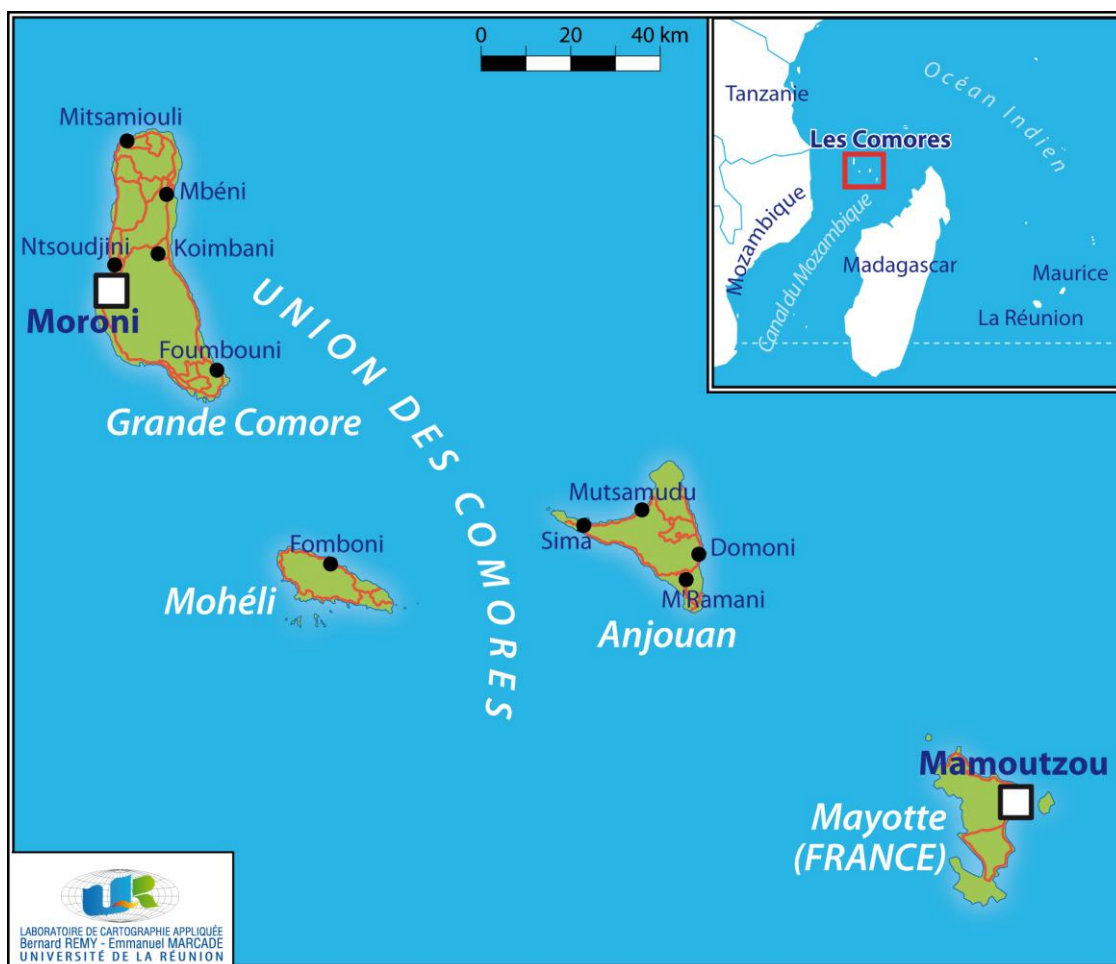 0 20 40 km
Mitsamiouli
Mbéni
Ntsoudjini
Koimbani
Moroni
Foumbouni
Grande Comore
UNION DES COMORES
Fomboni
Mohéli
Mutsamudu
Sima
Domoni
M'Ramani
Anjouan
Mamoutzou
Mayotte
(FRANCE)
Tanzanie
Océan Indien
Les Comores
Mozambique
Canal du Mozambique
Madagascar
Maurice
La Réunion
UR
LABORATOIRE DE CARTOGRAPHIE APPLIQUÉE
Bernard REMY - Emmanuel MARCADE
UNIVERSITÉ DE LA RÉUNION